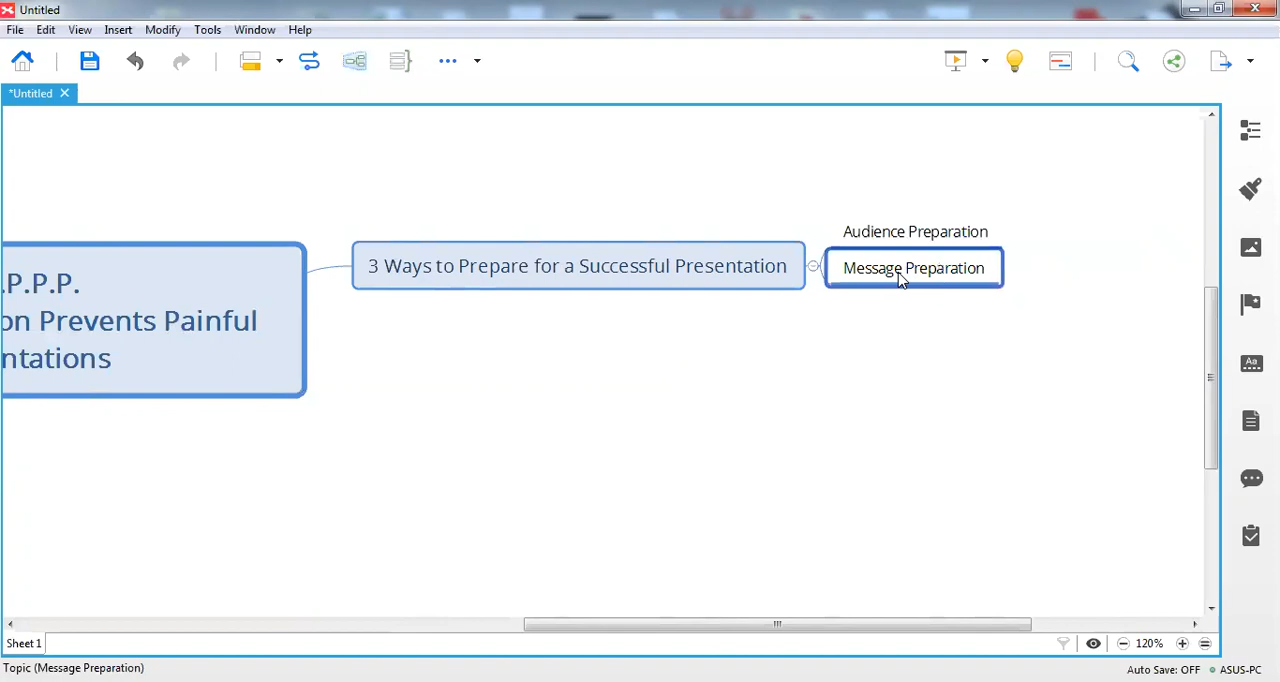 Untitled
File Edit View Insert Modify Tools Window Help
*Untitled
Audience Preparation
3 Ways to Prepare for a Successful Presentation
Message Preparation
.P.P.P.
on Prevents Painful
ntations
Aa
Sheet 1
120%
Topic (Message Preparation)
Auto Save: OFF
ASUS-PC